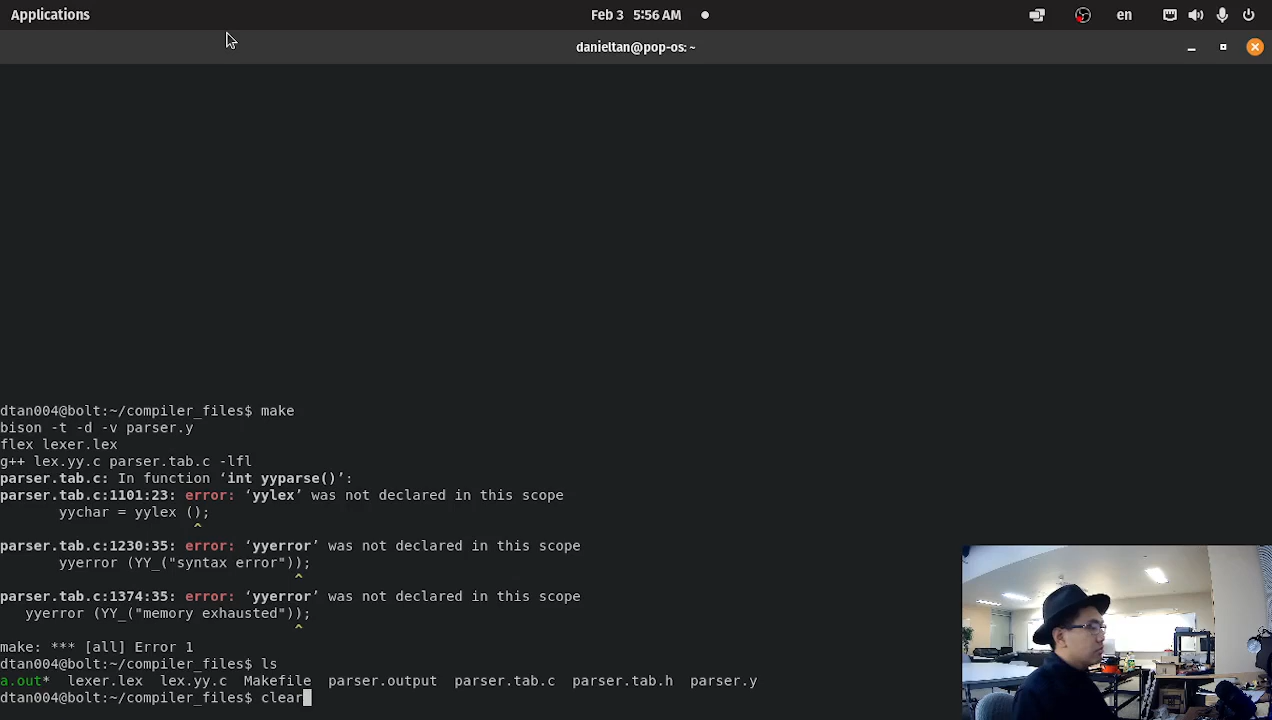 Applications
Feb 3 5:56 AM
en
danieltan@pop-os: ~
dtan004@bolt:~/compiler_files$ make
bison -t -d -v parser.y
flex lexer.lex
g++ lex.yy.c parser.tab.c -lfl
parser.tab.c: In function ‘int yyparse()’:
parser.tab.c:1101:23: error: ‘yylex’ was not declared in this scope
yychar = yylex ();
^
parser.tab.c:1230:35: error: ‘yyerror’ was not declared in this scope
yyerror (YY_("syntax error"));
^
parser.tab.c:1374:35: error: ‘yyerror’ was not declared in this scope
yyerror (YY_("memory exhausted"));
^
make: *** [all] Error 1
dtan004@bolt:~/compiler_files$ ls
a.out* lexer.lex lex.yy.c Makefile parser.output parser.tab.c parser.tab.h parser.y
dtan004@bolt:~/compiler_files$ clear